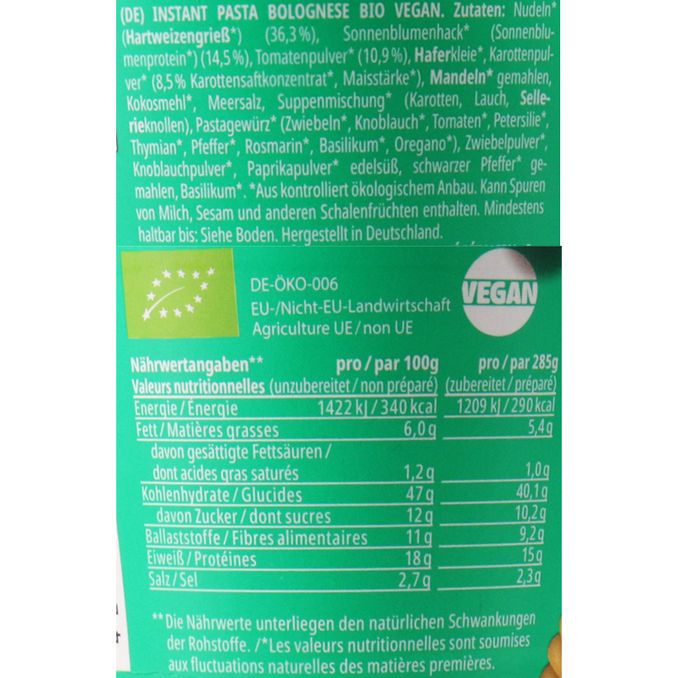 (DE) INSTANT PASTA BOLOGNESE BIO VEGAN. Zutaten: Nudeln*
(Hartweizengrieß*) (36,3 %), Sonnenblumenhack* (Sonnenblu-
menprotein*) (14,5 %), Tomatenpulver* (10,9 %), Haferkleie*, Karottenpul-
ver* (8,5 % Karottensaftkonzentrat*, Maisstärke*), Mandeln* gemahlen,
Kokosmehl*, Meersalz, Suppenmischung* (Karotten, Lauch, Selle-
rieknollen), Pastagewürz* (Zwiebeln*, Knoblauch*, Tomaten*, Petersilie*,
Thymian*, Pfeffer*, Rosmarin*, Basilikum*, Oregano*), Zwiebelpulver*,
Knoblauchpulver*, Paprikapulver* edelsüß, schwarzer Pfeffer* ge-
mahlen, Basilikum*. *Aus kontrolliert ökologischem Anbau. Kann Spuren
von Milch, Sesam und anderen Schalenfrüchten enthalten. Mindestens
haltbar bis: Siehe Boden. Hergestellt in Deutschland.
DE-ÖKO-006
EU-/Nicht-EU-Landwirtschaft
Agriculture UE/non UE
VEGAN
Nährwertangaben** pro/par 100g pro/par 285g
Valeurs nutritionnelles (unzubereitet/non préparé) (zubereitet/préparé)
Energie/Énergie 1422 kJ/340 kcal 1209 kJ/290 kcal
Fett/Matières grasses 6,0g 5,4g
davon gesättigte Fettsäuren/
dont acides gras saturés 1,2g 1,0g
Kohlenhydrate/Glucides 47g 40,1g
davon Zucker/dont sucres 12g 10,2g
Ballaststoffe/Fibres alimentaires 11g 9,2g
Eiweiß/Protéines 18g 15g
Salz/Sel 2,7g 2,3g
**Die Nährwerte unterliegen den natürlichen Schwankungen
der Rohstoffe. /*Les valeurs nutritionnelles sont soumises
aux fluctuations naturelles des matières premières.